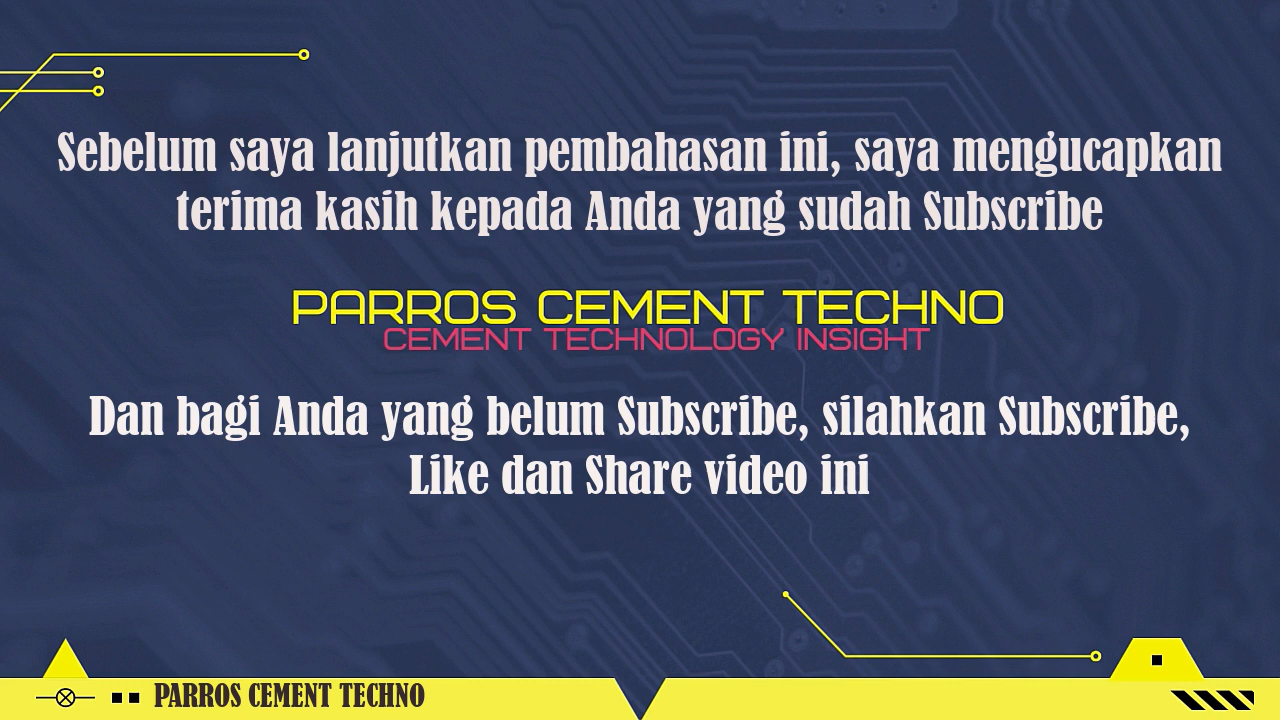 Sebelum saya lanjutkan pembahasan ini, saya mengucapkan
terima kasih kepada Anda yang sudah Subscribe
PARROS CEMENT TECHNO
CEMENT TECHNOLOGY INSIGHT
Dan bagi Anda yang belum Subscribe, silahkan Subscribe,
Like dan Share video ini
PARROS CEMENT TECHNO